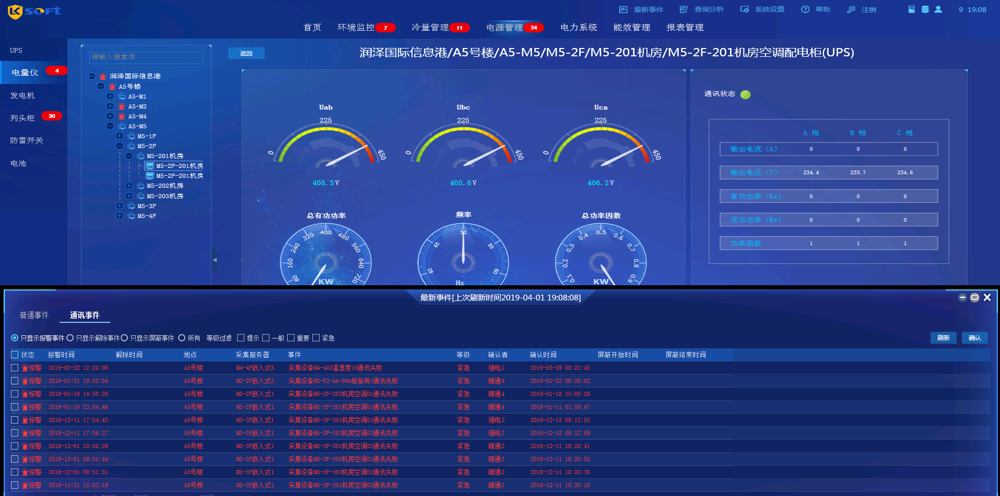 K SOFT
最新事件 查询分析 系统设置 帮助 注销 9 19:08
首页 环境监控 7 冷量管理 11 电源管理 34 电力系统 能效管理 报表管理
UPS
电量仪 4
发电机
列头柜 30
防雷开关
电池
请输入搜索项
润泽国际信息港
A5号楼
A5-M1
A5-M2
A5-M4
A5-M5
M5-1F
M5-2F
M5-201机房
M5-2F-201机房
M5-2F-201机房
M5-202机房
M5-203机房
M5-3F
M5-4F
返回
润泽国际信息港/A5号楼/A5-M5/M5-2F/M5-201机房/M5-2F-201机房空调配电柜(UPS)
Uab Ubc Uca
225 225 225
0 450 0 450 0 450
405.3V 405.6V 406.2V
总有功功率 频率 总功率因数
80 160 240 320 400 480 560 640 720
KW
40 45 50 55 60
Hz
0.1 0.2 0.3 0.4 0.5 0.6 0.7 0.8 0.9
KW
通讯状态
A 相 B 相 C 相
输出电流（A） 0 0 0
输出电压（V） 234.4 233.7 234.6
有功功率（Kw） 0 0 0
无功功率（Kw） 0 0 0
功率因数 1 1 1
最新事件[上次刷新时间2019-04-01 19:08:08]
普通事件 通讯事件
只显示报警事件 只显示解除事件 只显示屏蔽事件 所有 等级过滤 提示 一般 重要 紧急 刷新 确认
状态 报警时间 解除时间 地点 采集服务器 事件 等级 确认者 确认时间 屏蔽开始时间 屏蔽结束时间
报警 2019-03-22 12:04:00 A5号楼 M4-4F嵌入式5 采集设备M4-402温湿度10通讯失败 紧急 强电2 2019-03-29 08:23:45
报警 2019-01-21 10:52:04 A5号楼 M2-2F嵌入式3 采集设备M2-F2-AA-09A柜备用1通讯失败 紧急 暖通4 2019-01-22 08:28:02
报警 2019-01-18 14:50:20 A5号楼 M5-2F嵌入式1 采集设备M5-2F-203机房空调01通讯失败 紧急 暖通4 2019-01-18 15:09:28
报警 2019-01-10 23:04:46 A5号楼 M5-2F嵌入式1 采集设备M5-2F-201机房空调01通讯失败 紧急 暖通4 2019-01-11 03:09:47
报警 2018-12-11 17:04:43 A5号楼 M5-3F嵌入式1 采集设备M5-3F-301机房空调01通讯失败 紧急 强电2 2018-12-12 08:12:53
报警 2018-12-11 17:04:37 A5号楼 M5-2F嵌入式1 采集设备M5-2F-203机房空调02通讯失败 紧急 强电2 2018-12-12 08:12:59
报警 2018-12-01 10:05:29 A5号楼 M5-3F嵌入式1 采集设备M5-3F-301机房空调02通讯失败 紧急 暖通2 2018-12-11 18:20:41
报警 2018-12-01 09:51:44 A5号楼 M5-3F嵌入式1 采集设备M5-3F-303机房空调01通讯失败 紧急 暖通2 2018-12-11 18:20:52
报警 2018-12-01 09:51:31 A5号楼 M5-3F嵌入式1 采集设备M5-3F-303机房空调02通讯失败 紧急 暖通2 2018-12-11 18:20:36
报警 2018-11-21 15:03:19 A5号楼 M5-2F嵌入式1 采集设备M5-2F-201机房空调02通讯失败 紧急 暖通2 2018-12-11 18:20:16